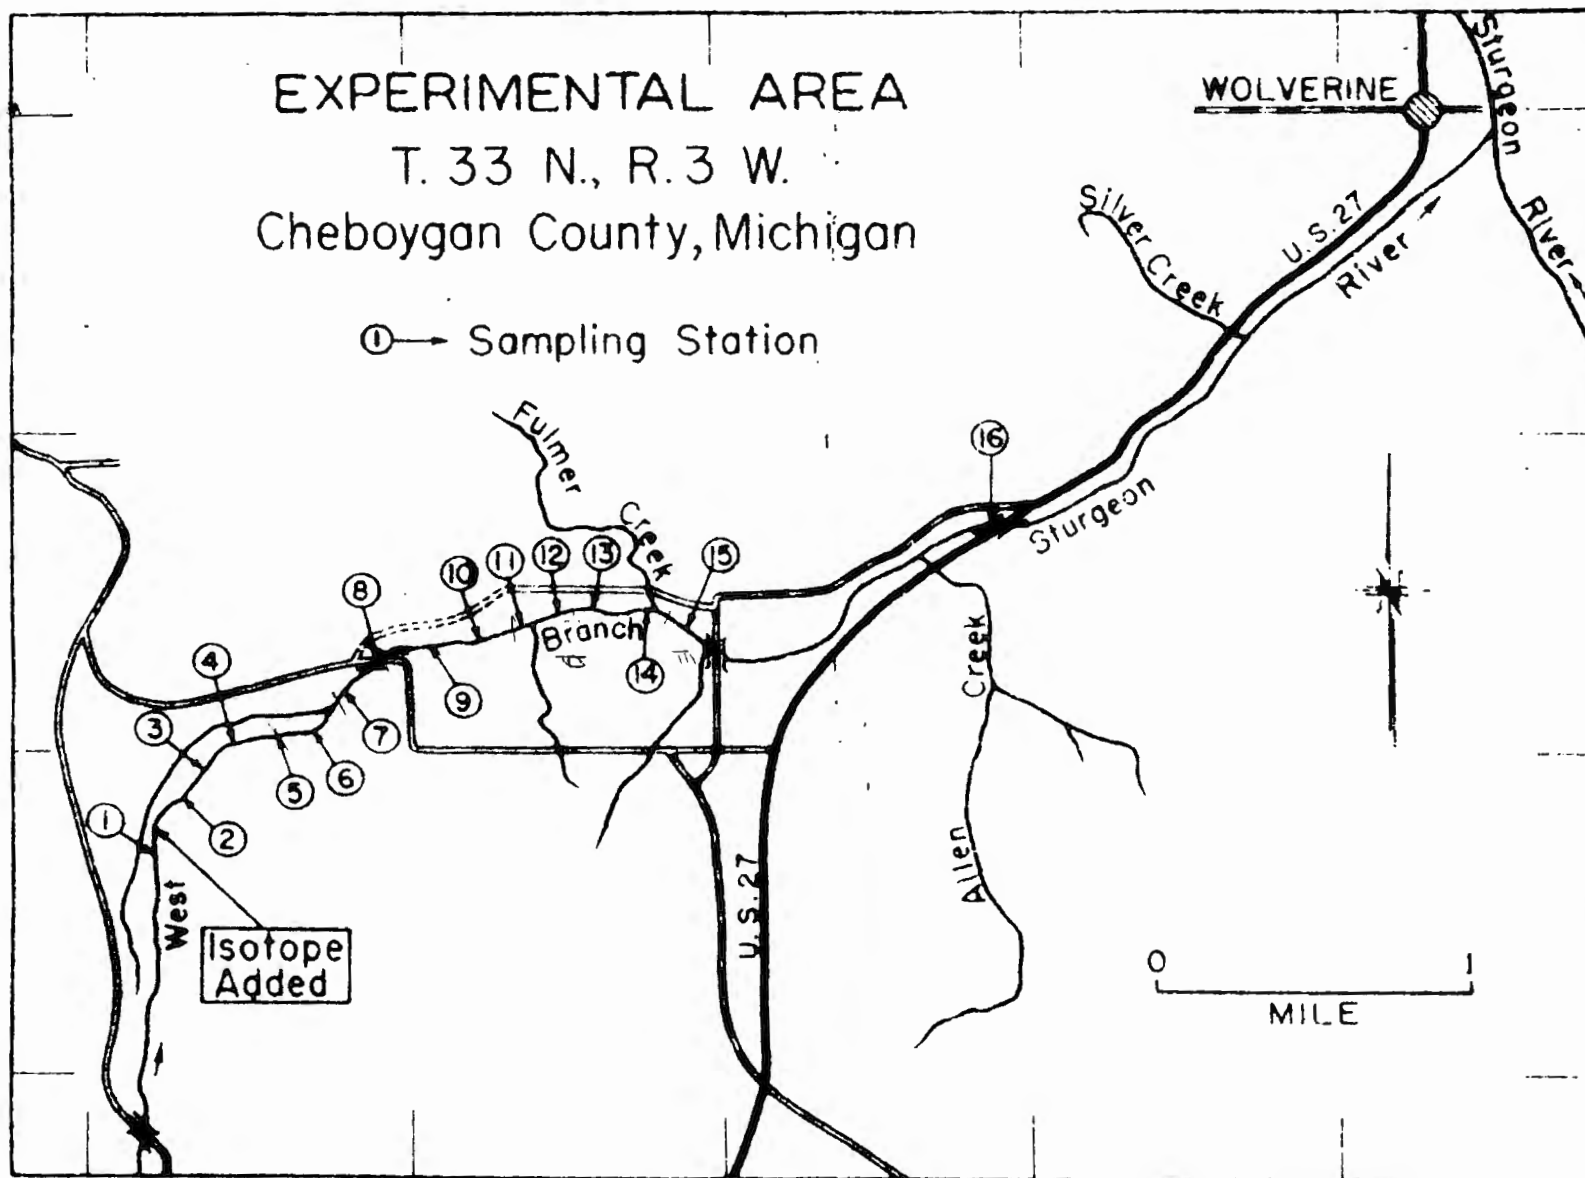 EXPERIMENTAL AREA
T. 33 N., R. 3 W.
Cheboygan County, Michigan
① → Sampling Station
WOLVERINE
Sturgeon
River
U.S. 27
River
Silver Creek
Sturgeon
16
Fulmer
Creek
8
10
11
12
13
15
Branch
14
9
7
4
3
5
6
1
2
West
Isotope
Added
U.S. 27
Creek
Allen
0 1
MILE